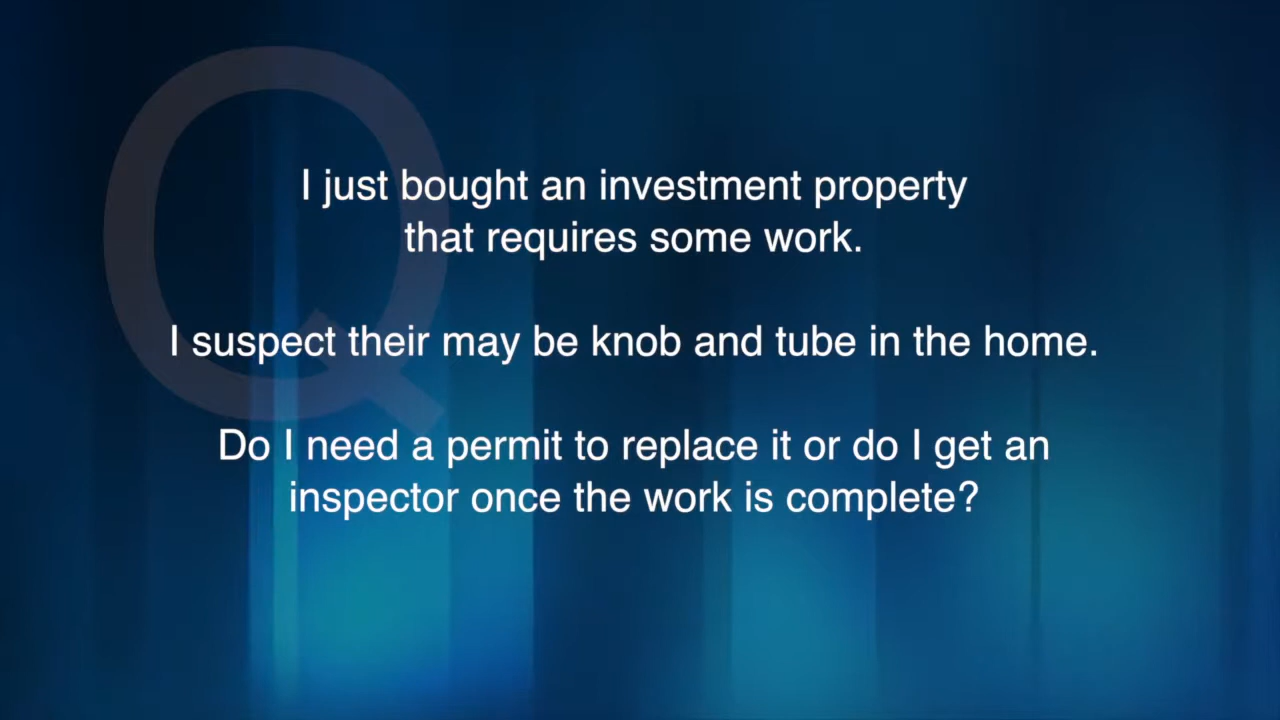 Q
I just bought an investment property
that requires some work.
I suspect their may be knob and tube in the home.
Do I need a permit to replace it or do I get an
inspector once the work is complete?